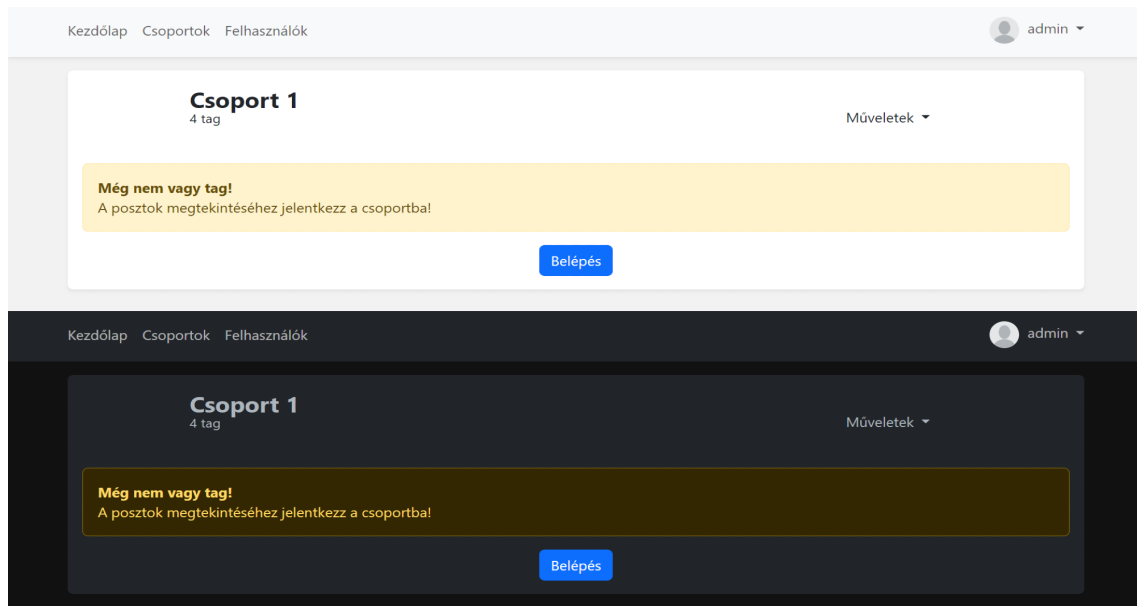 Kezdőlap Csoportok Felhasználók admin
Csoport 1
4 tag
Műveletek
Még nem vagy tag!
A posztok megtekintéséhez jelentkezz a csoportba!
Belépés
Kezdőlap Csoportok Felhasználók admin
Csoport 1
4 tag
Műveletek
Még nem vagy tag!
A posztok megtekintéséhez jelentkezz a csoportba!
Belépés